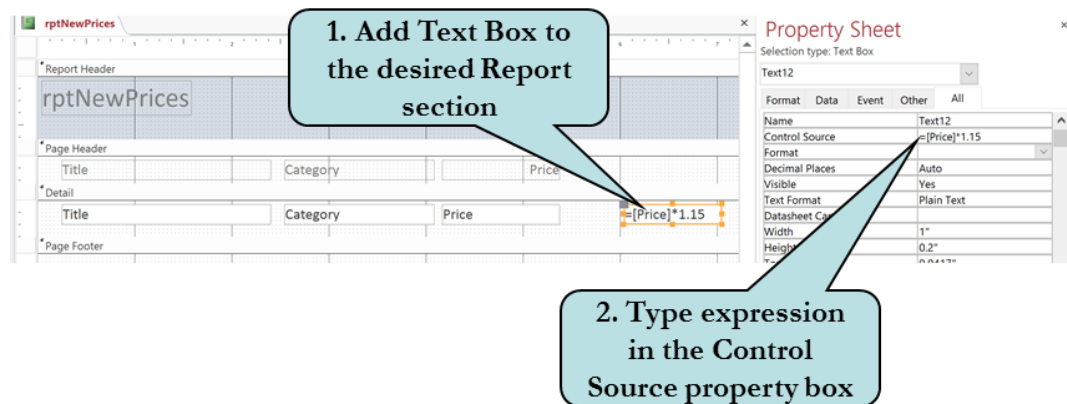 rptNewPrices
Report Header
rptNewPrices
Page Header
Title Category Price
Detail
Title Category Price =[Price]*1.15
Page Footer
1. Add Text Box to
the desired Report
section
Property Sheet
Selection type: Text Box
Text12
Format Data Event Other All
Name Text12
Control Source =[Price]*1.15
Format
Decimal Places Auto
Visible Yes
Text Format Plain Text
Datasheet
Width 1"
Height 0.2"
2. Type expression
in the Control
Source property box